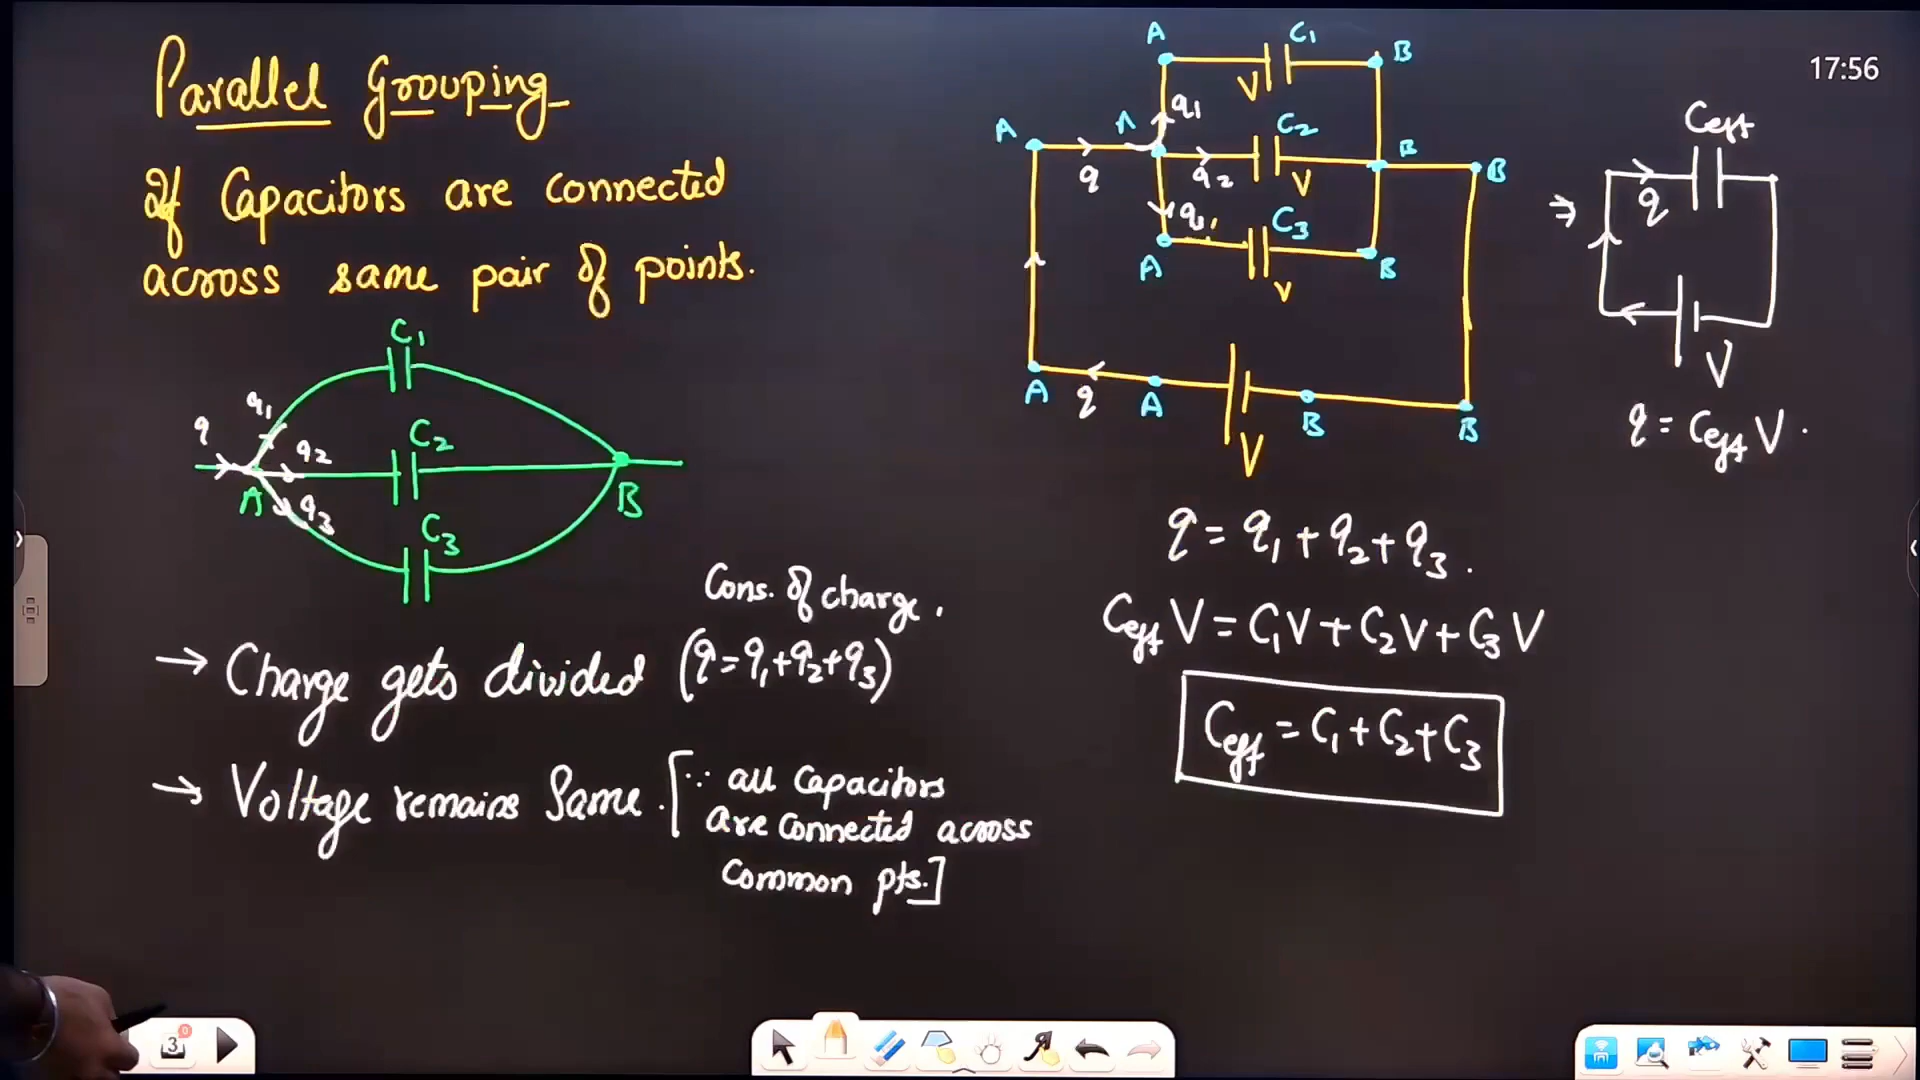 Parallel Grouping
If Capacitors are connected
across same pair of points.
C1
q
q1
q2
C2
A
q3
B
C3
Cons. of charge.
→ Charge gets divided (q = q1 + q2 + q3)
→ Voltage remains Same. [∵ all Capacitors
are connected across
Common pts.]
A
C1
B
V
q1
A
A
C2
B
B
q
q2
V
C3
A
B
V
A
q
A
B
B
V
17:56
Ceff
⇒
q
V
q = Ceff V.
q = q1 + q2 + q3.
Ceff V = C1V + C2V + C3V
Ceff = C1 + C2 + C3
3
0